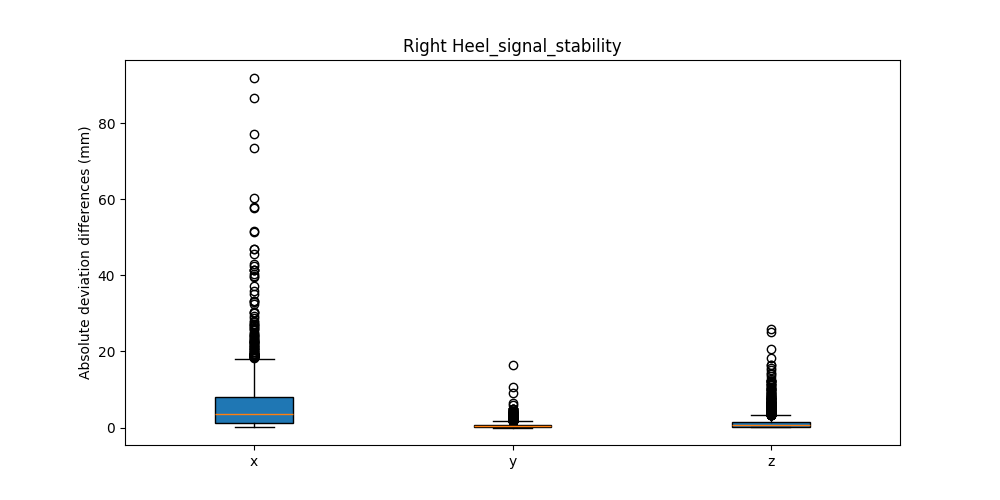 Right Heel_signal_stability
Absolute deviation differences (mm)
80
60
40
20
0
x y z